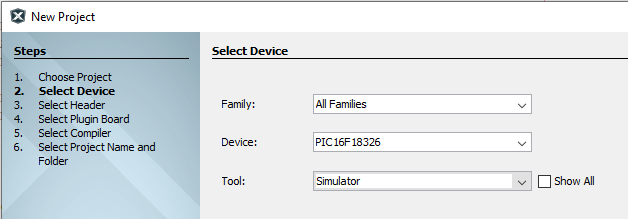 New Project
Steps
1. Choose Project
2. Select Device
3. Select Header
4. Select Plugin Board
5. Select Compiler
6. Select Project Name and
Folder
Select Device
Family: All Families
Device: PIC16F18326
Tool: Simulator Show All